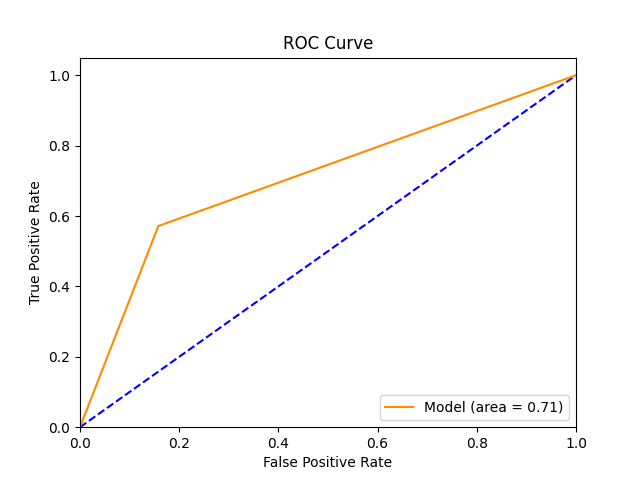 ROC Curve
1.0
0.8
0.6
0.4
0.2
0.0
True Positive Rate
0.0 0.2 0.4 0.6 0.8 1.0
False Positive Rate
Model (area = 0.71)